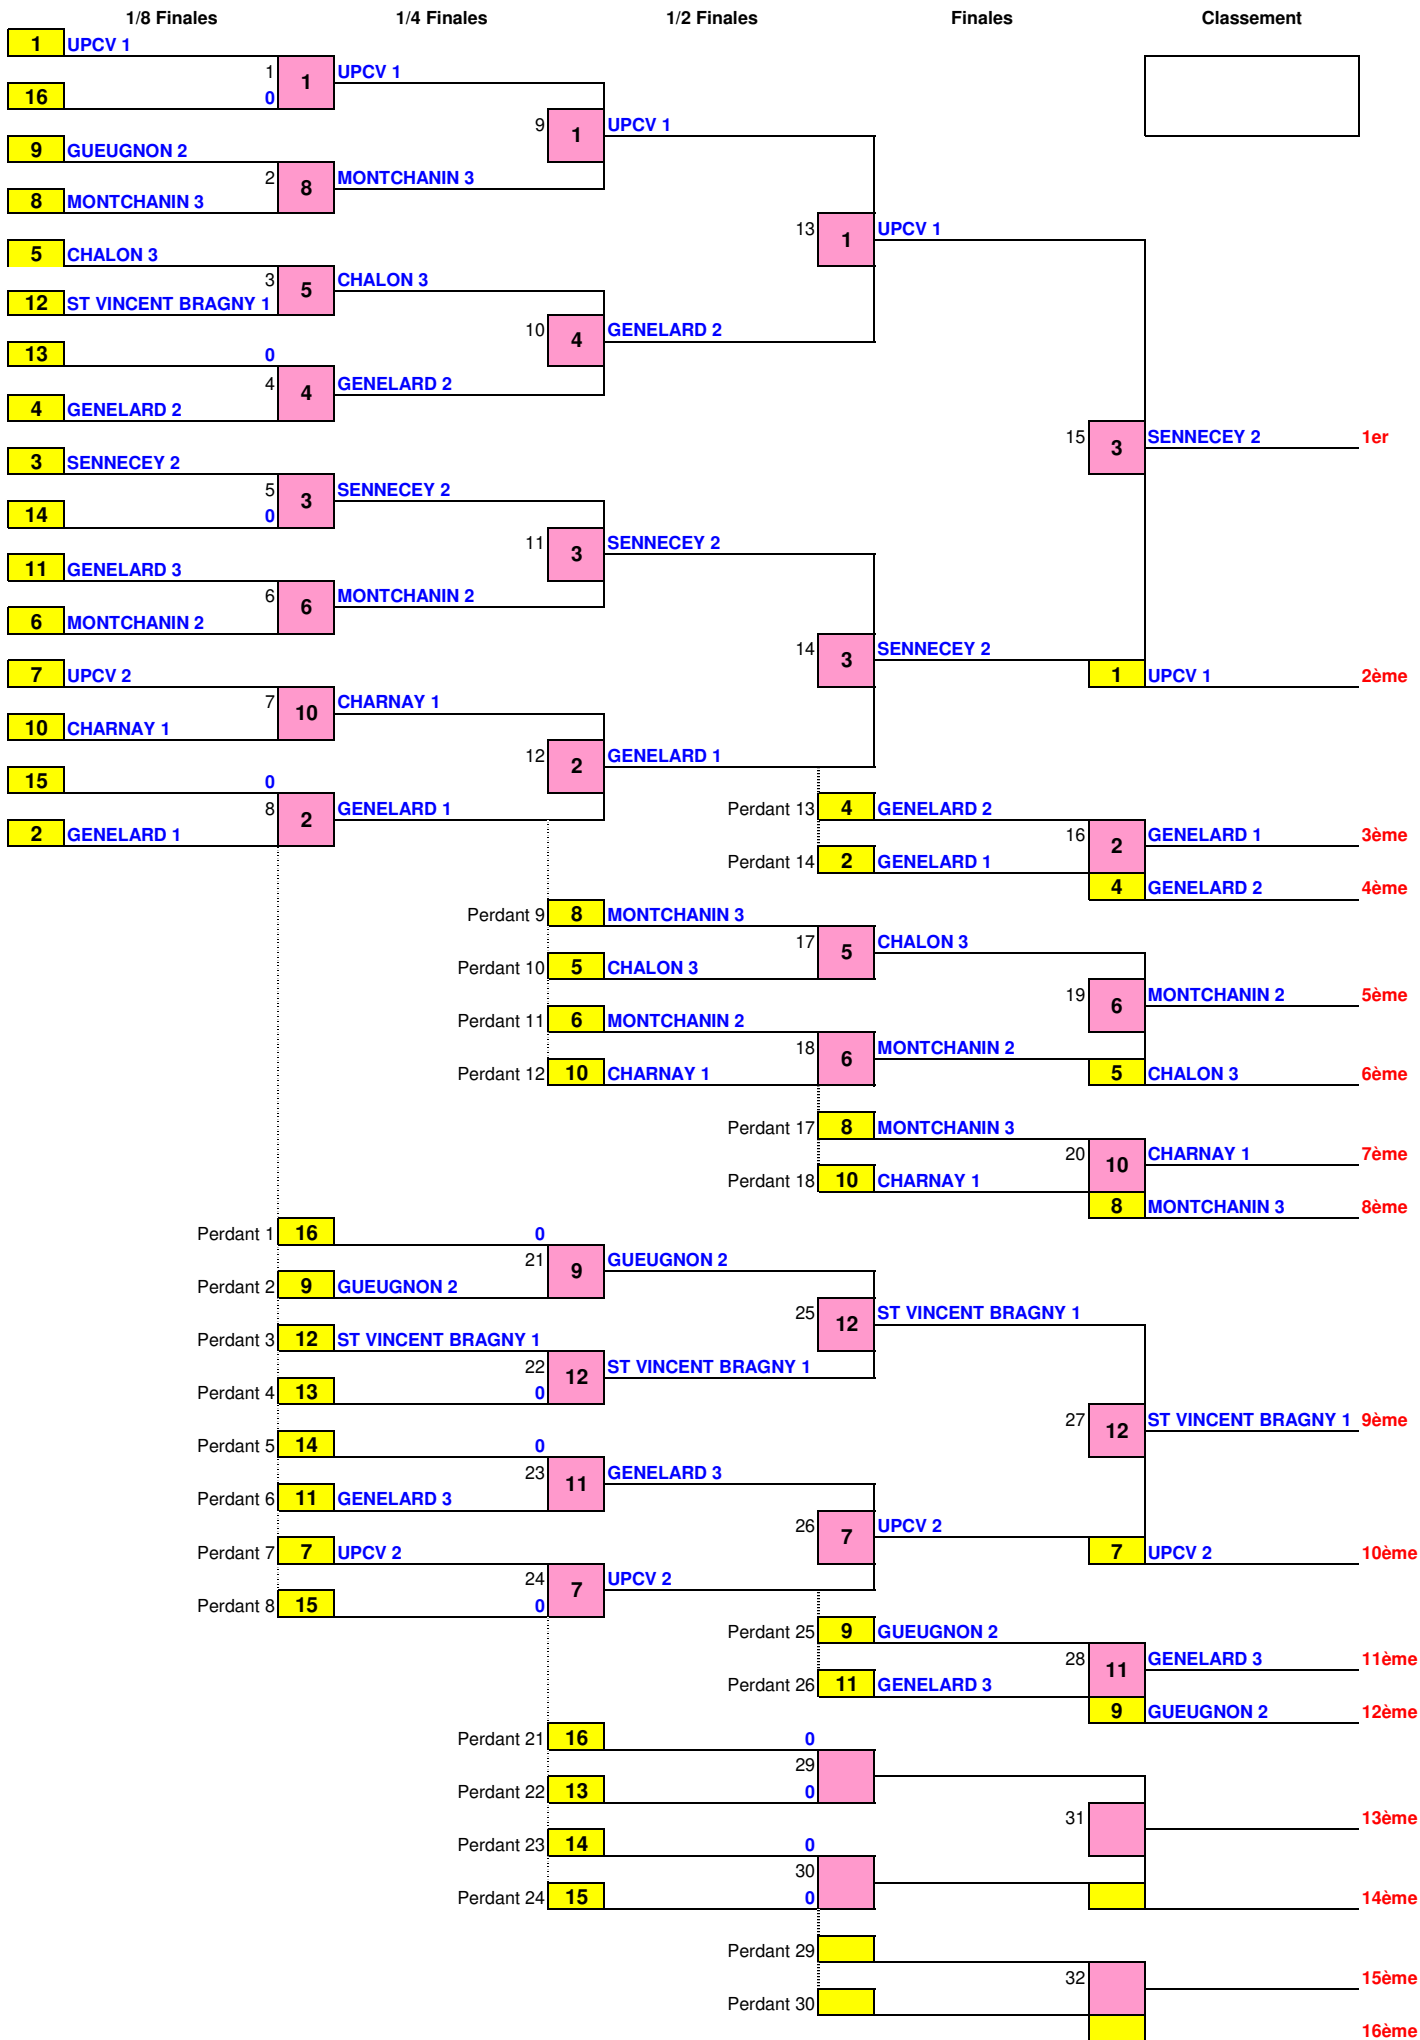 1/8 Finales 1/4 Finales 1/2 Finales Finales Classement
1 UPCV 1
1 1 UPCV 1
16 0
9 1 UPCV 1
9 GUEUGNON 2
2 8 MONTCHANIN 3
8 MONTCHANIN 3
13 1 UPCV 1
5 CHALON 3
3 5 CHALON 3
12 ST VINCENT BRAGNY 1
10 4 GENELARD 2
13 0
4 4 GENELARD 2
4 GENELARD 2
15 3 SENNECEY 2 1er
3 SENNECEY 2
5 3 SENNECEY 2
14 0
11 3 SENNECEY 2
11 GENELARD 3
6 6 MONTCHANIN 2
6 MONTCHANIN 2
14 3 SENNECEY 2
7 UPCV 2 1 UPCV 1 2ème
7 10 CHARNAY 1
10 CHARNAY 1
12 2 GENELARD 1
15 0
8 2 GENELARD 1 Perdant 13 4 GENELARD 2
2 GENELARD 1 16 2 GENELARD 1 3ème
Perdant 14 2 GENELARD 1
4 GENELARD 2 4ème
Perdant 9 8 MONTCHANIN 3
17 5 CHALON 3
Perdant 10 5 CHALON 3
19 6 MONTCHANIN 2 5ème
Perdant 11 6 MONTCHANIN 2
18 6 MONTCHANIN 2
Perdant 12 10 CHARNAY 1 5 CHALON 3 6ème
Perdant 17 8 MONTCHANIN 3
20 10 CHARNAY 1 7ème
Perdant 18 10 CHARNAY 1
8 MONTCHANIN 3 8ème
Perdant 1 16 0
21 9 GUEUGNON 2
Perdant 2 9 GUEUGNON 2
25 12 ST VINCENT BRAGNY 1
Perdant 3 12 ST VINCENT BRAGNY 1
22 12 ST VINCENT BRAGNY 1
Perdant 4 13 0
27 12 ST VINCENT BRAGNY 1 9ème
Perdant 5 14 0
23 11 GENELARD 3
Perdant 6 11 GENELARD 3
26 7 UPCV 2
Perdant 7 7 UPCV 2 7 UPCV 2 10ème
24 7 UPCV 2
Perdant 8 15 0
Perdant 25 9 GUEUGNON 2
28 11 GENELARD 3 11ème
Perdant 26 11 GENELARD 3
9 GUEUGNON 2 12ème
Perdant 21 16 0
29
Perdant 22 13 0
31 13ème
Perdant 23 14 0
30
Perdant 24 15 0 14ème
Perdant 29
32 15ème
Perdant 30
16ème